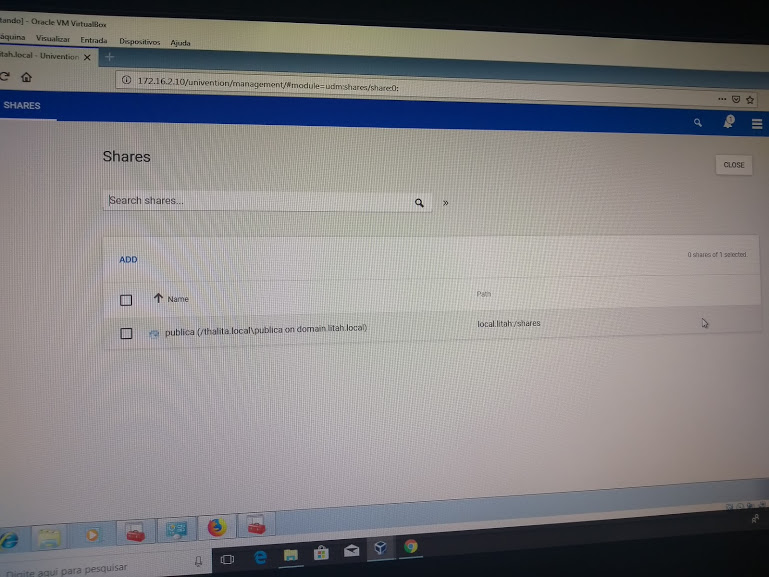 tando] - Oracle VM VirtualBox
áquina Visualizar Entrada Dispositivos Ajuda
litah.local - Univention
172.16.2.10/univention/management/#module=udm:shares/share:0:
SHARES
1
Shares
CLOSE
Search shares...
»
ADD
0 shares of 1 selected
Name Path
publica (/thalita.local\publica on domain.litah.local) local.litah:/shares
Digite aqui para pesquisar